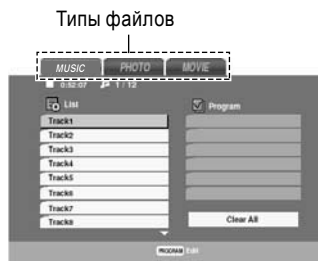 Типы файлов
MUSIC PHOTO MOVIE
0:52:07 1 / 12
List
Program
Track1
Track2
Track3
Track4
Track5
Track6
Track7
Track8
Clear All
PROGRAM Edit